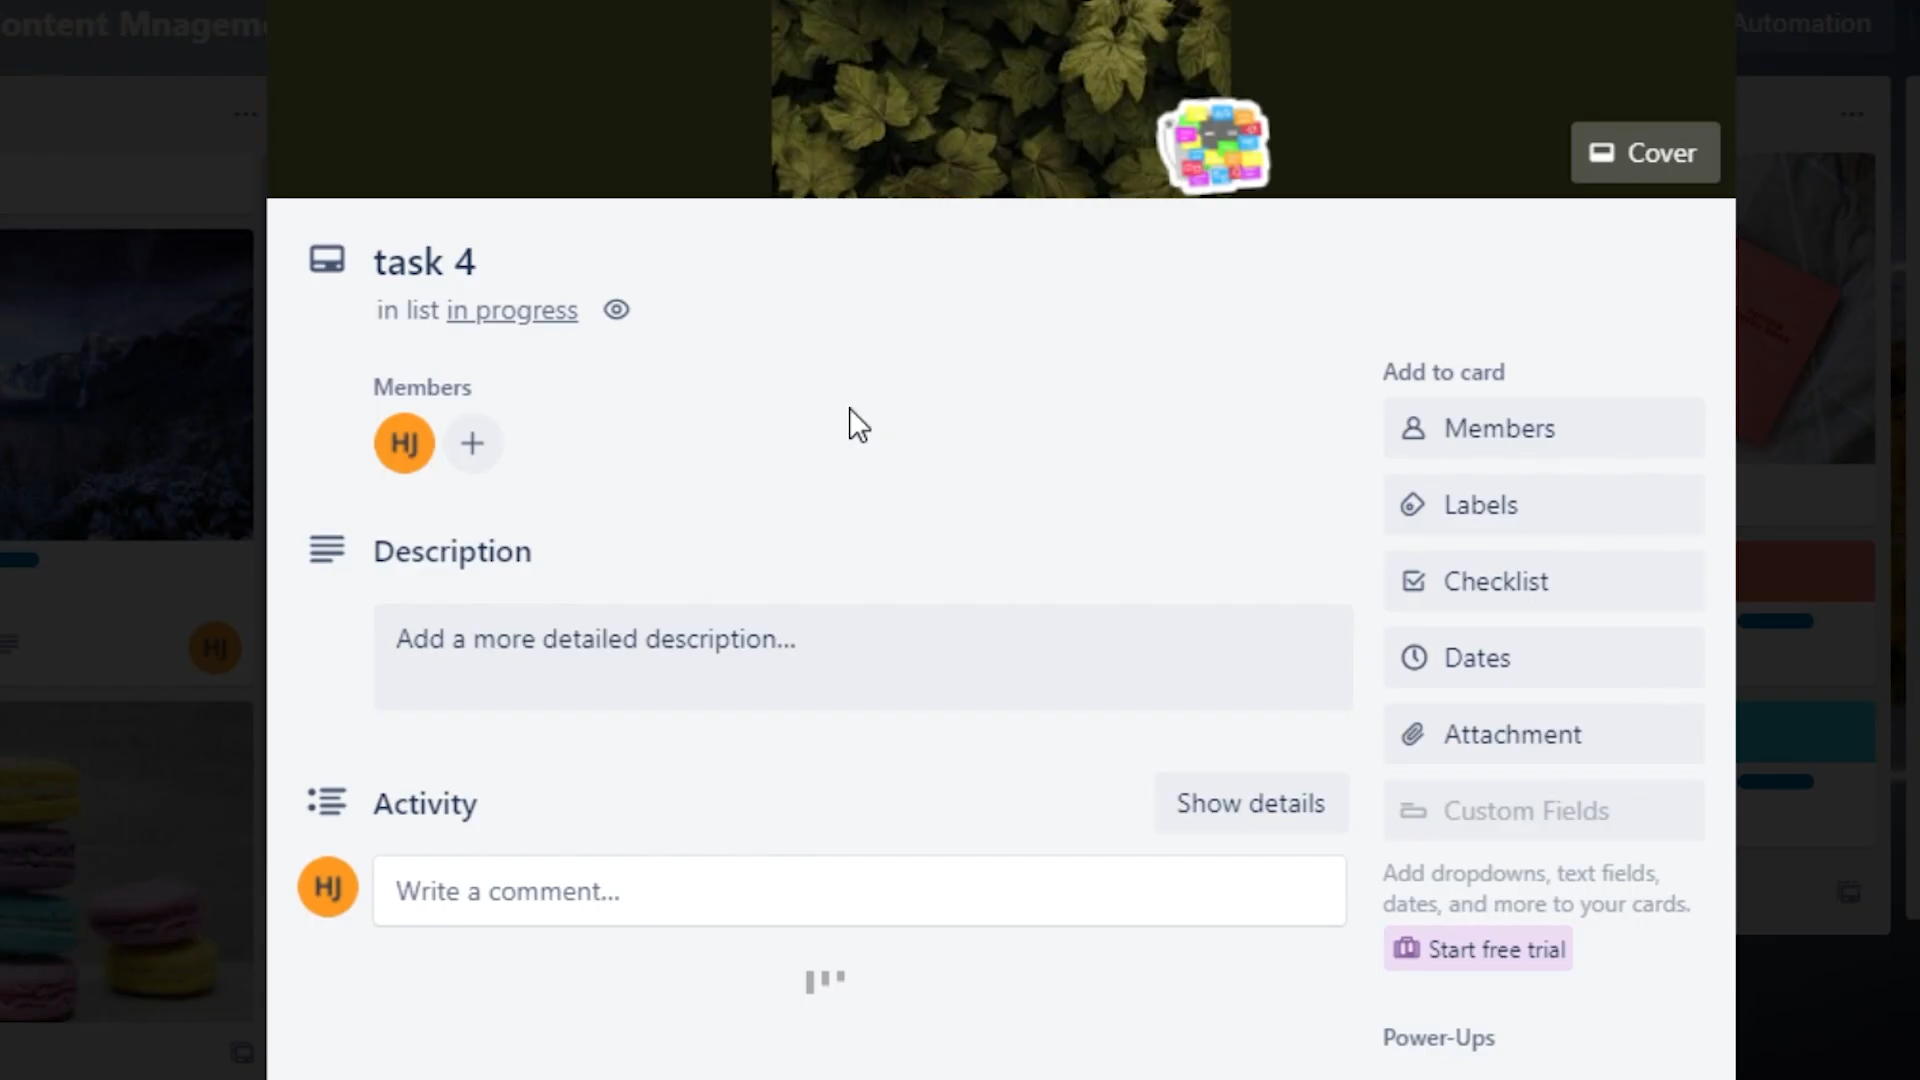 ontent Mnagem
Automation
Cover
task 4
in list in progress
Members
HJ
Add to card
Members
Labels
Checklist
Dates
Attachment
Custom Fields
Add dropdowns, text fields,
dates, and more to your cards.
Start free trial
Power-Ups
Description
Add a more detailed description...
Activity
Show details
HJ
Write a comment...
HJ